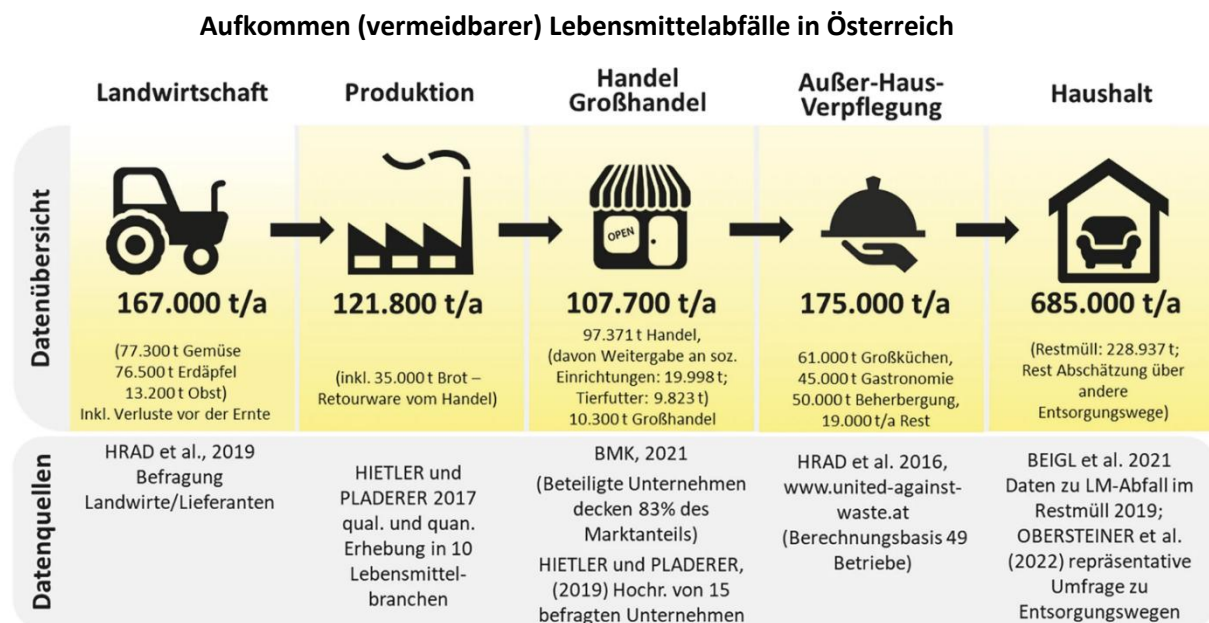 Aufkommen (vermeidbarer) Lebensmittelabfälle in Österreich
Landwirtschaft
Produktion
Handel
Großhandel
Außer-Haus-
Verpflegung
Haushalt
Datenübersicht
OPEN
167.000 t/a
(77.300 t Gemüse
76.500 t Erdäpfel
13.200 t Obst)
Inkl. Verluste vor der Ernte
121.800 t/a
(inkl. 35.000 t Brot –
Retourware vom Handel)
107.700 t/a
97.371 t Handel,
(davon Weitergabe an soz.
Einrichtungen: 19.998 t;
Tierfutter: 9.823 t)
10.300 t Großhandel
175.000 t/a
61.000 t Großküchen,
45.000 t Gastronomie
50.000 t Beherbergung,
19.000 t/a Rest
685.000 t/a
(Restmüll: 228.937 t;
Rest Abschätzung über
andere
Entsorgungswege)
Datenquellen
HRAD et al., 2019
Befragung
Landwirte/Lieferanten
HIETLER und
PLADERER 2017
qual. und quan.
Erhebung in 10
Lebensmittel-
branchen
BMK, 2021
(Beteiligte Unternehmen
decken 83% des
Marktanteils)
HIETLER und PLADERER,
(2019) Hochr. von 15
befragten Unternehmen
HRAD et al. 2016,
www.united-against-
waste.at
(Berechnungsbasis 49
Betriebe)
BEIGL et al. 2021
Daten zu LM-Abfall im
Restmüll 2019;
OBERSTEINER et al.
(2022) repräsentative
Umfrage zu
Entsorgungswegen